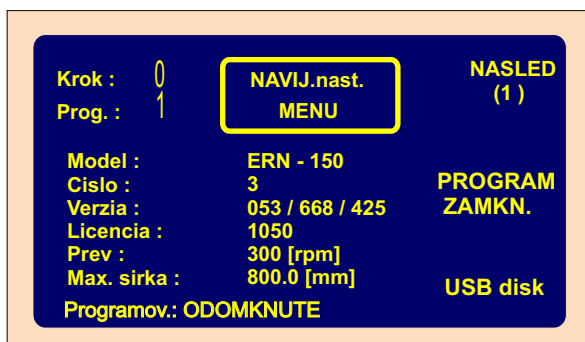 Krok : 0
NAVIJ.nast.
NASLED
Prog. : 1
MENU
(1 )
Model : ERN - 150
Cislo : 3
PROGRAM
Verzia : 053 / 668 / 425
ZAMKN.
Licencia : 1050
Prev : 300 [rpm]
Max. sirka : 800.0 [mm]
USB disk
Programov.: ODOMKNUTE